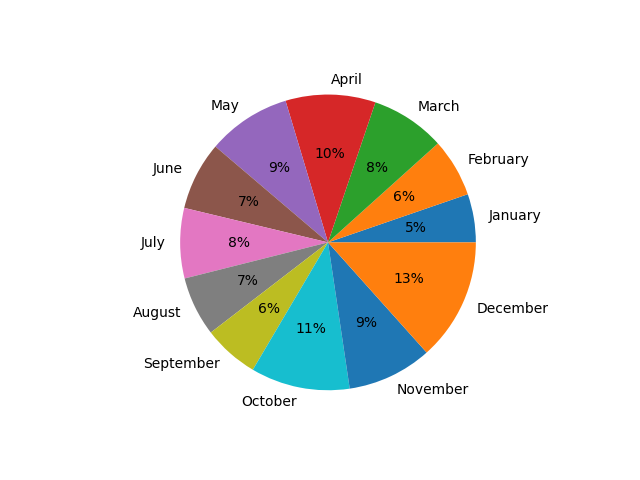 April
May
March
10%
9%
8%
February
June
7%
6%
January
5%
July
8%
7%
13%
August
6%
December
11%
9%
September
November
October